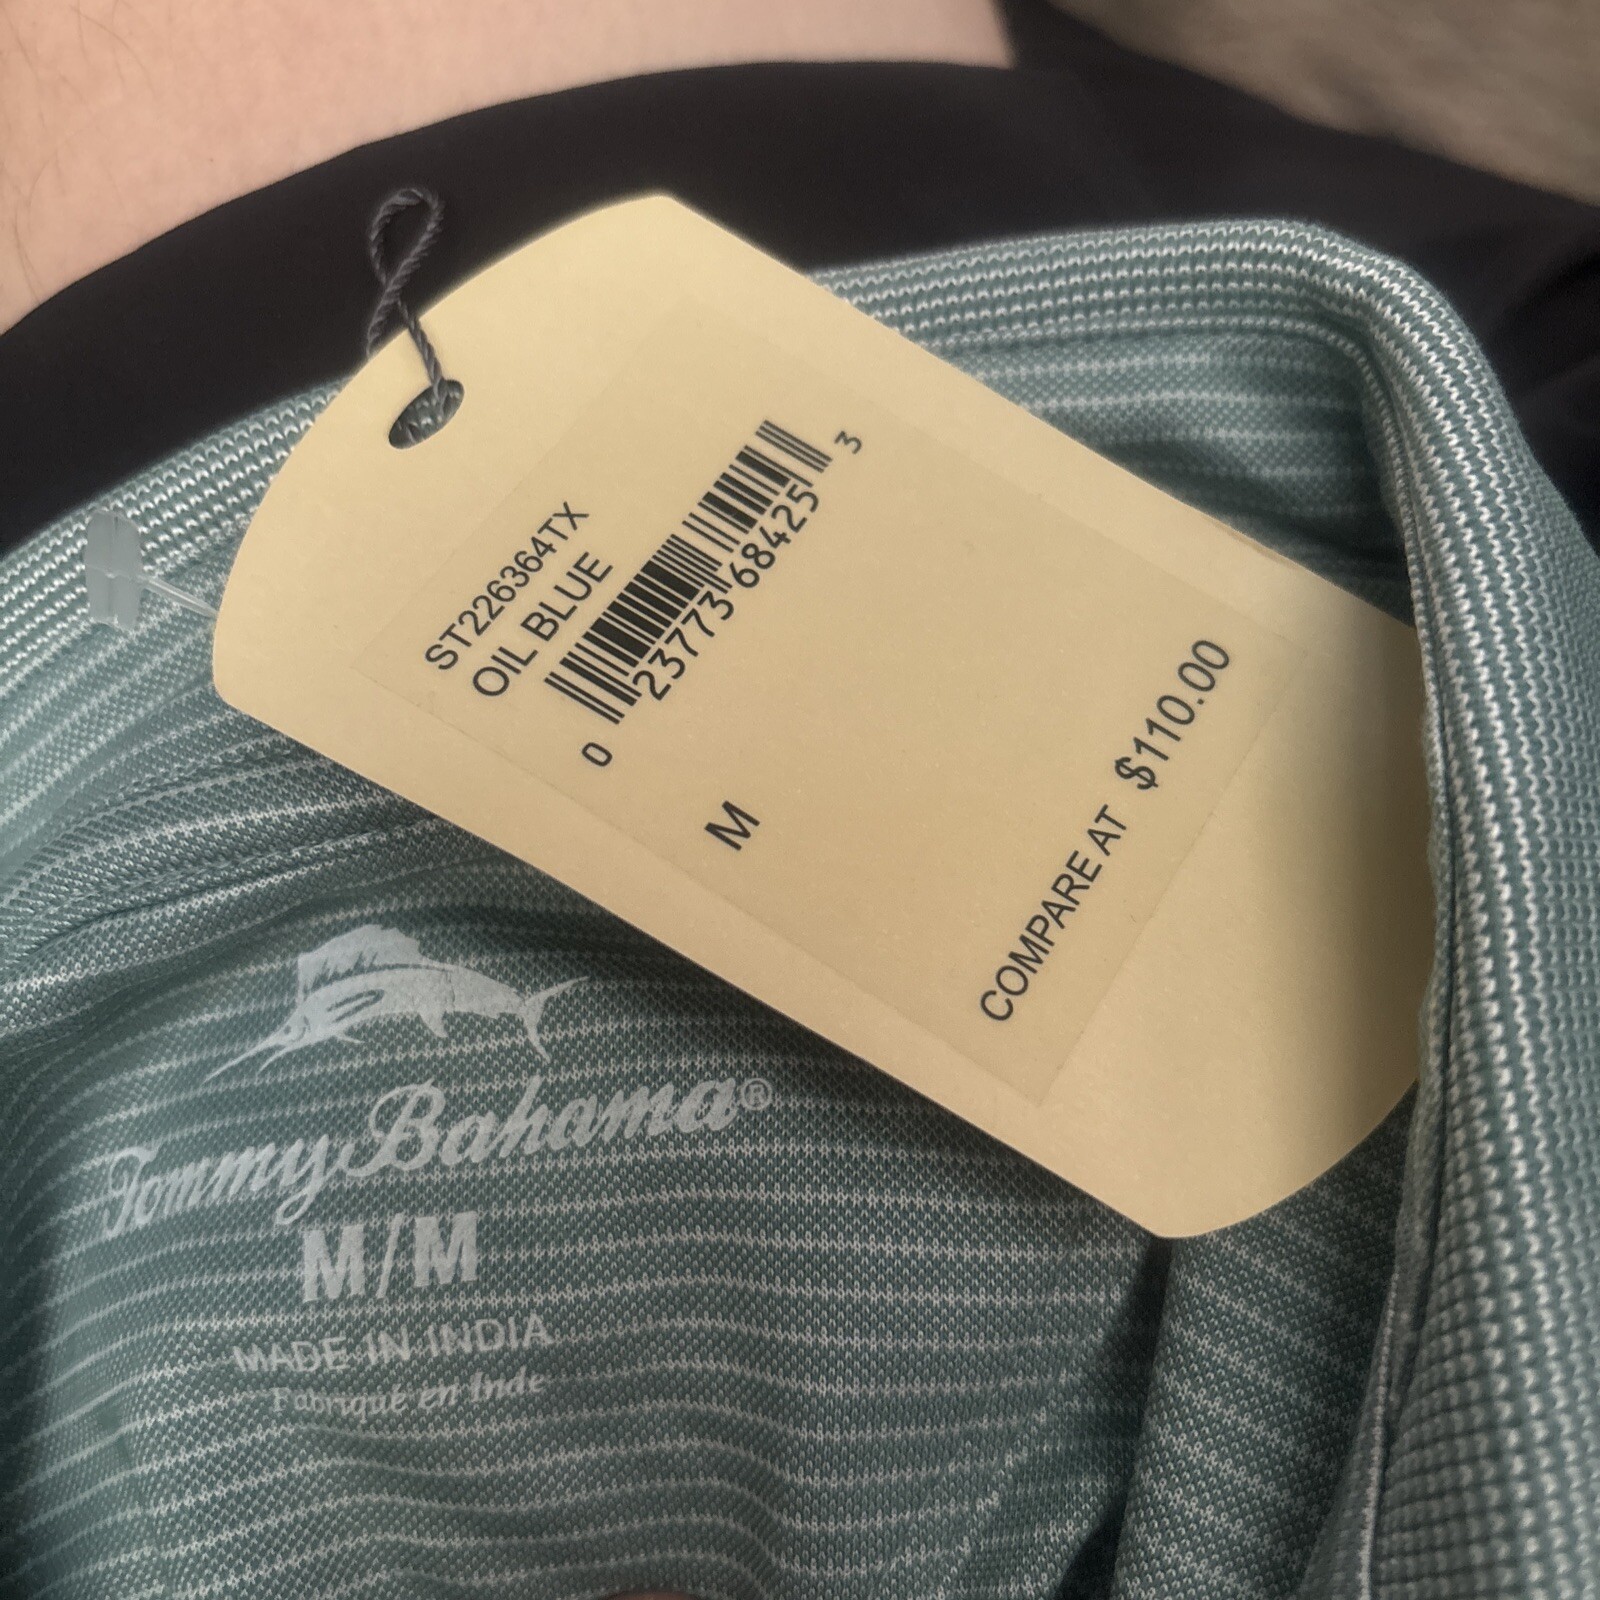 ST226364TX
OIL BLUE
0 23773 68425 3
M
COMPARE AT $110.00
Tommy Bahama®
M/M
MADE IN INDIA
Fabriqué en Inde